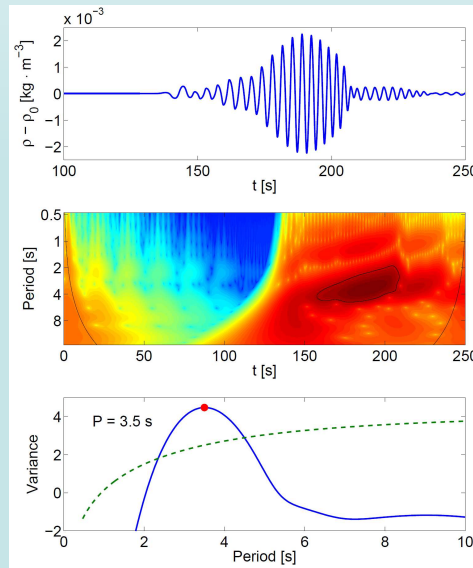 x 10⁻³
ρ − ρ₀ [kg · m⁻³]
2
1
0
−1
−2
100 150 200 250
t [s]
Period [s]
0.5
1
2
4
8
0 50 100 150 200 250
t [s]
Variance
4
2
0
−2
P = 3.5 s
0 2 4 6 8 10
Period [s]